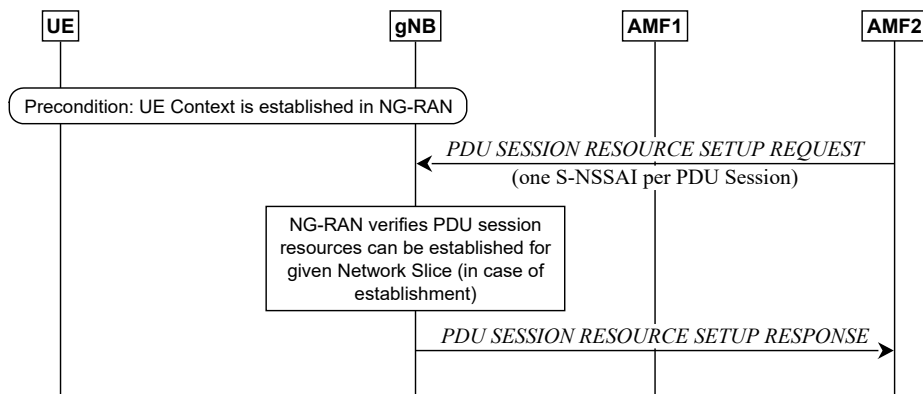 UE
gNB
AMF1
AMF2
Precondition: UE Context is established in NG-RAN
PDU SESSION RESOURCE SETUP REQUEST
(one S-NSSAI per PDU Session)
NG-RAN verifies PDU session
resources can be established for
given Network Slice (in case of
establishment)
PDU SESSION RESOURCE SETUP RESPONSE